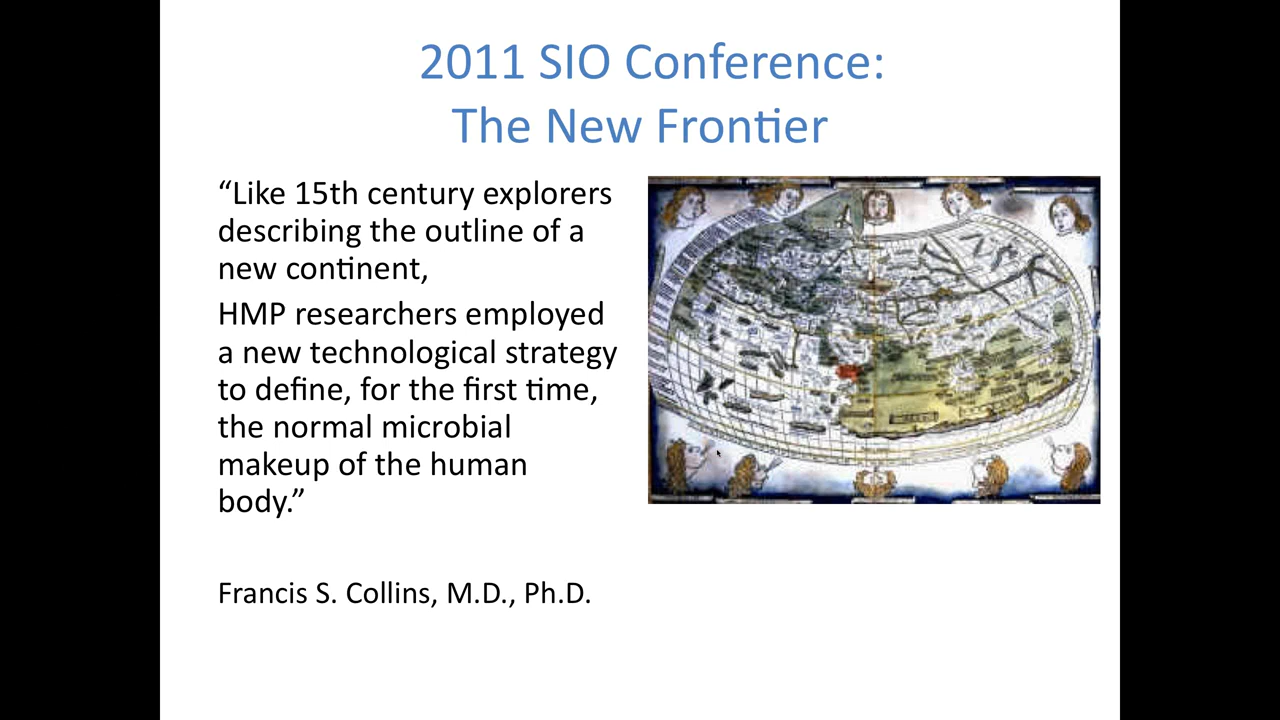 2011 SIO Conference:
The New Frontier
“Like 15th century explorers
describing the outline of a
new continent,
HMP researchers employed
a new technological strategy
to define, for the first time,
the normal microbial
makeup of the human
body.”
Francis S. Collins, M.D., Ph.D.